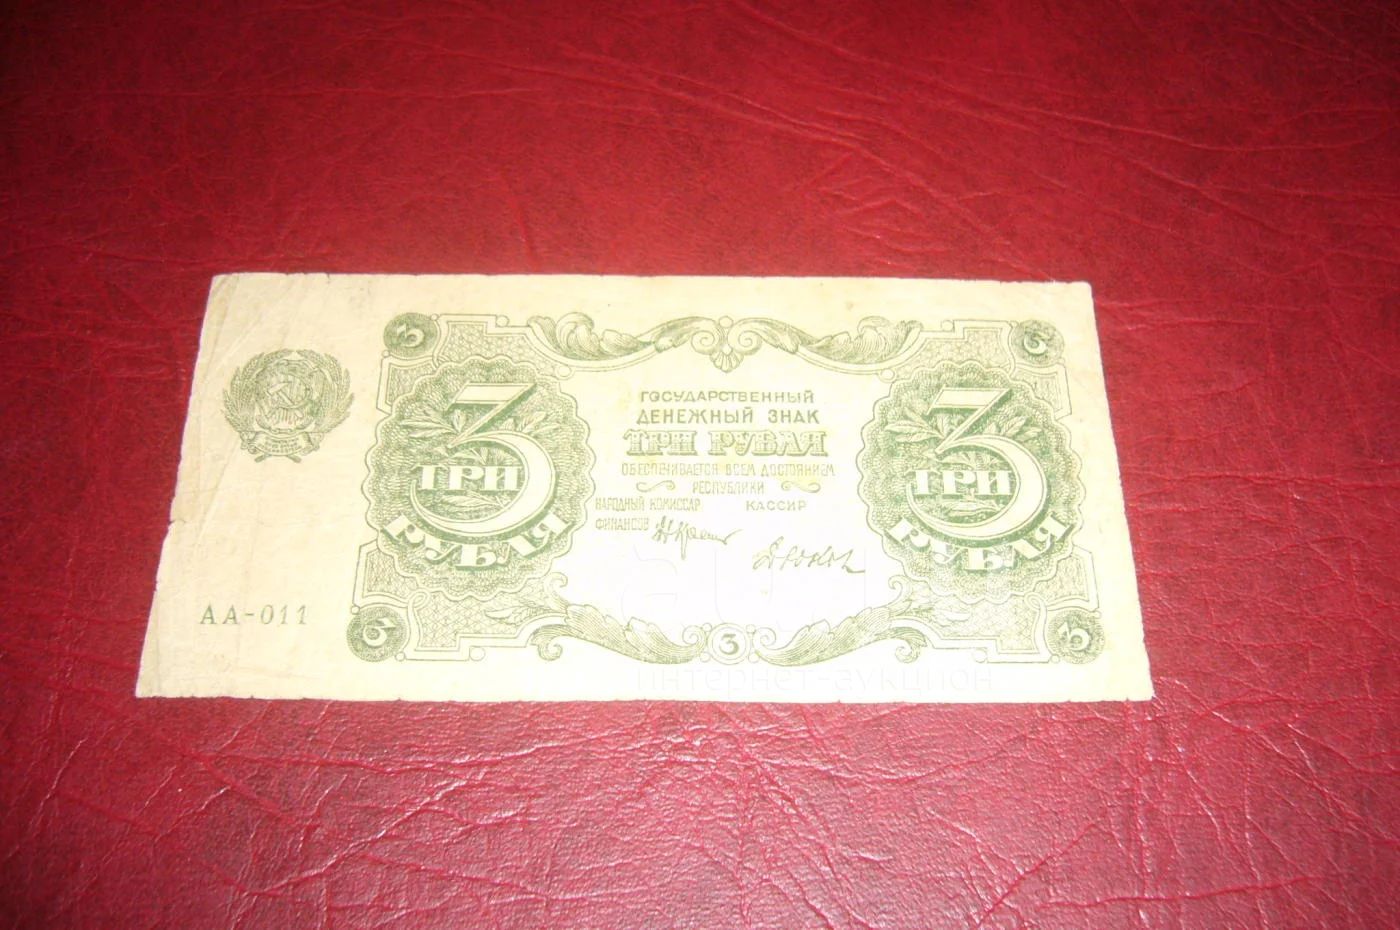 3
3
ГОСУДАРСТВЕННЫЙ
ДЕНЕЖНЫЙ ЗНАК
ТРИ РУБЛЯ
ОБЕСПЕЧИВАЕТСЯ ВСЕМ ДОСТОЯНИЕМ
РЕСПУБЛИКИ
НАРОДНЫЙ КОМИССАР
ФИНАНСОВ
КАССИР
3
ТРИ
РУБЛЯ
3
ТРИ
РУБЛЯ
АА-011
3
3
3
интернет-аукцион